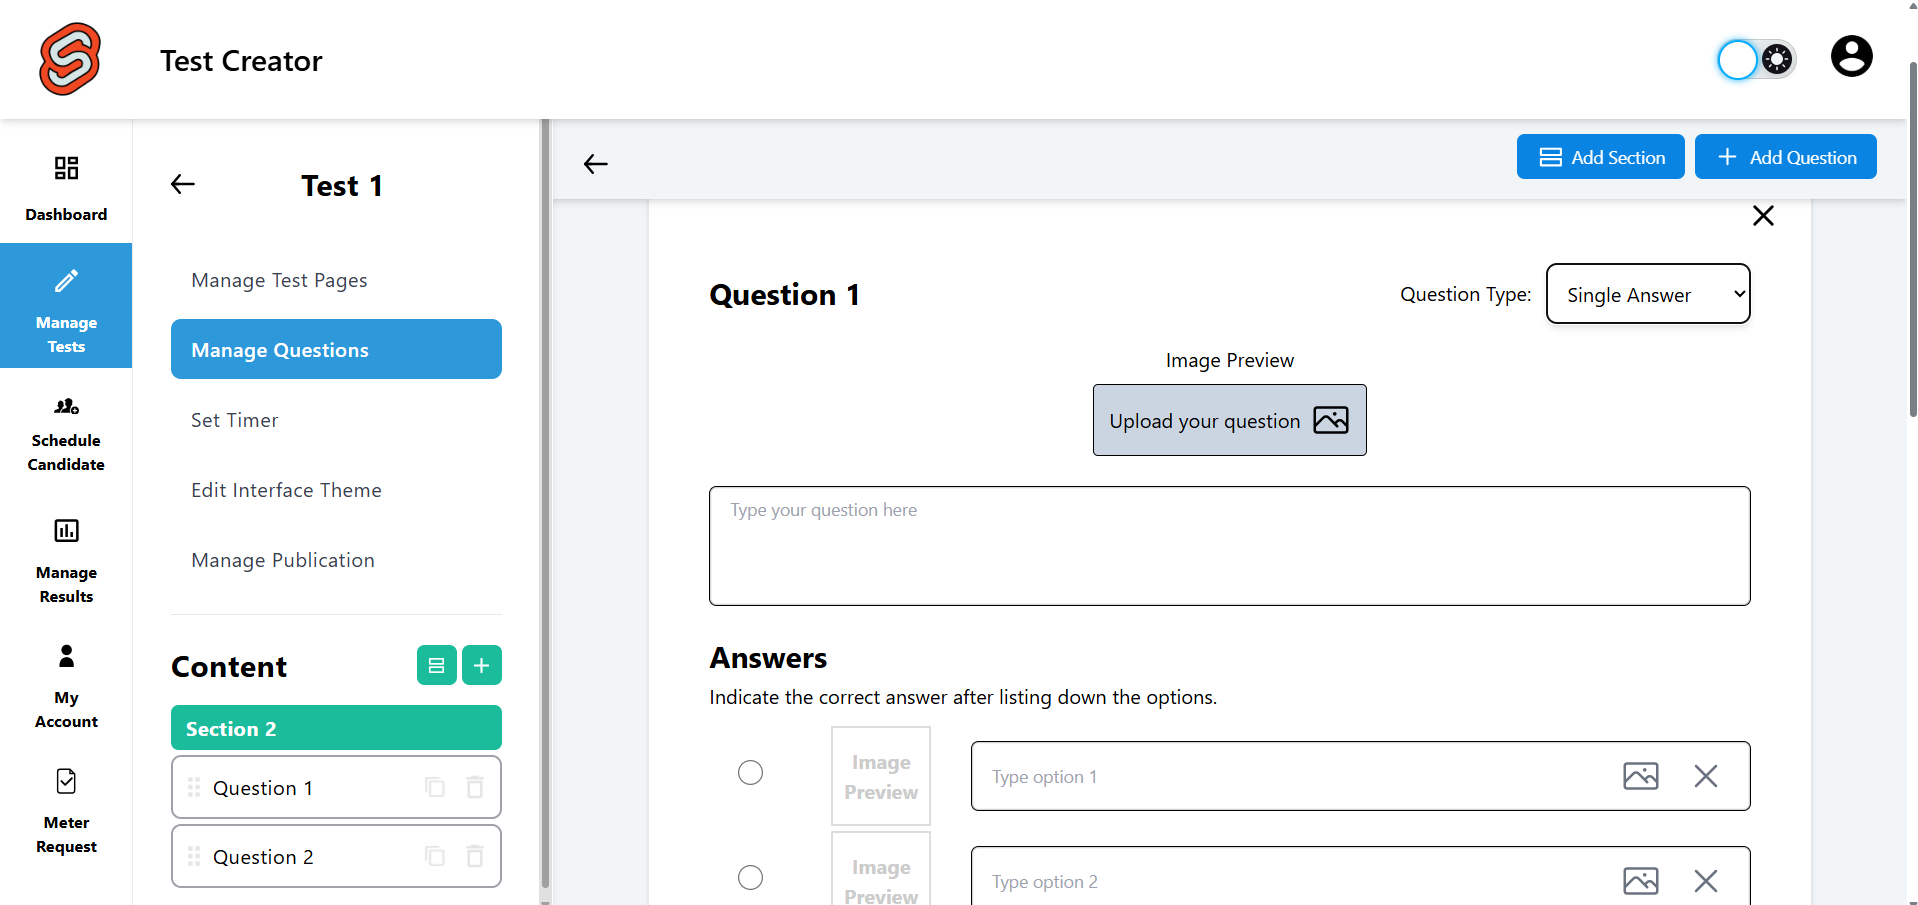 Test Creator
Dashboard
Manage
Tests
Schedule
Candidate
Manage
Results
My
Account
Meter
Request
Test 1
Manage Test Pages
Manage Questions
Set Timer
Edit Interface Theme
Manage Publication
Content
Section 2
Question 1
Question 2
Add Section
Add Question
Question 1
Question Type:
Single Answer
Image Preview
Upload your question
Type your question here
Answers
Indicate the correct answer after listing down the options.
Image
Preview
Type option 1
Image
Preview
Type option 2